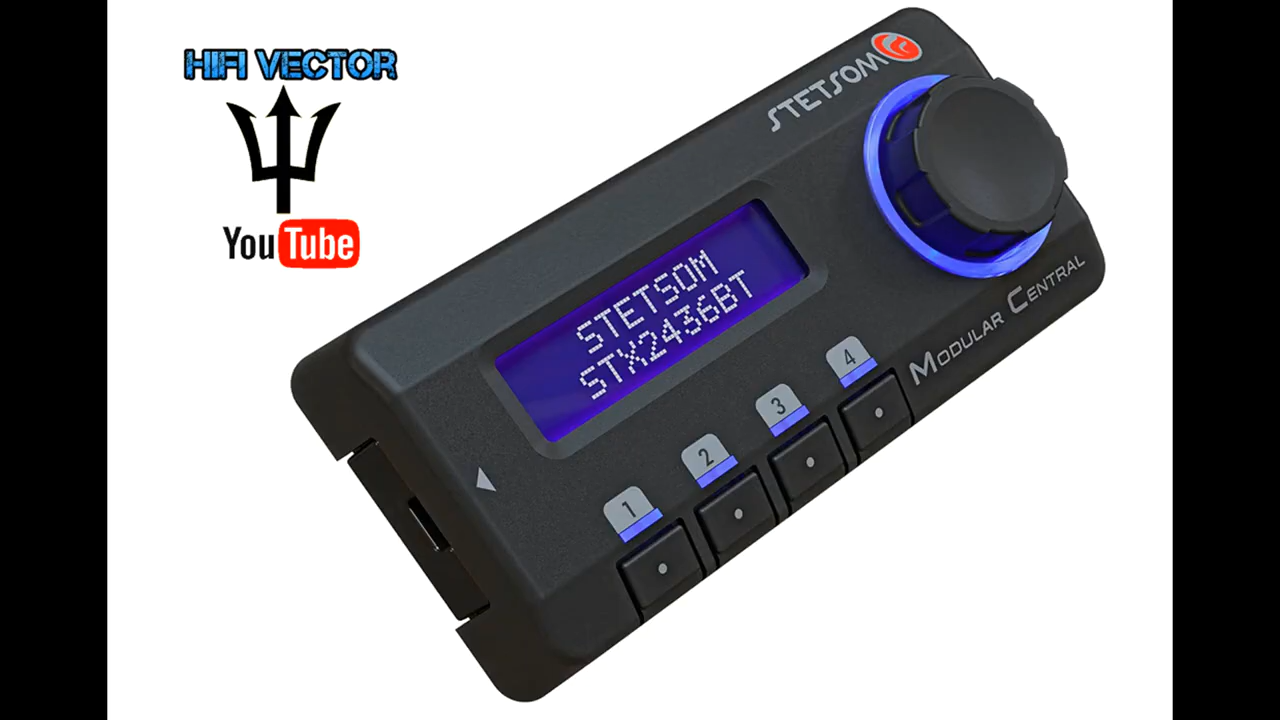 HIFI VECTOR
YouTube
STETSOM
STETSOM
STX2436BT
1
2
3
4
MODULAR CENTRAL